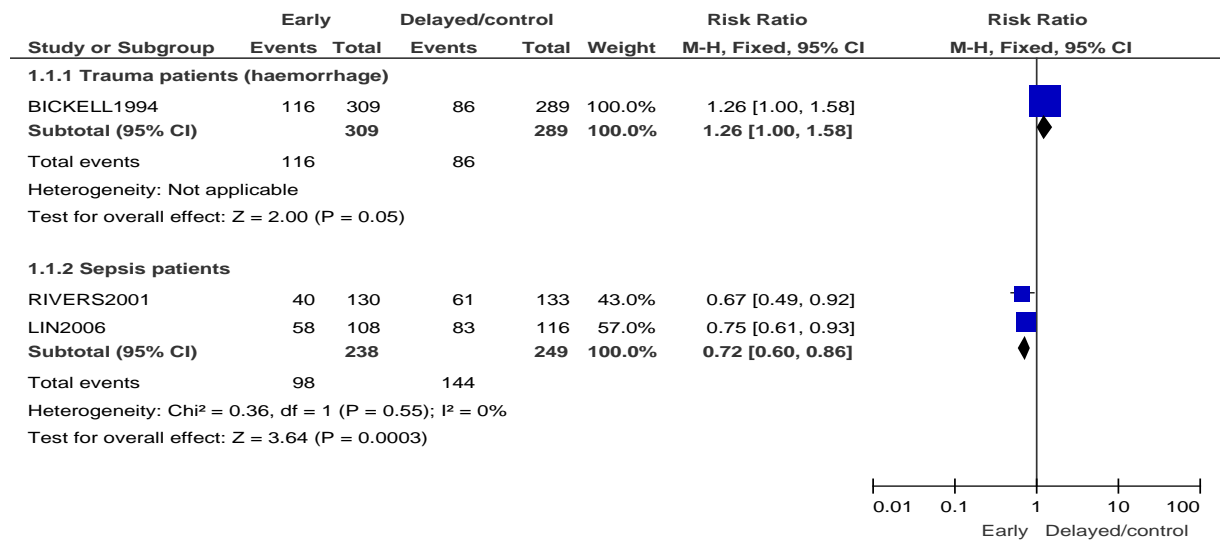 Early Delayed/control Risk Ratio Risk Ratio
Study or Subgroup Events Total Events Total Weight M-H, Fixed, 95% CI M-H, Fixed, 95% CI
1.1.1 Trauma patients (haemorrhage)
BICKELL1994 116 309 86 289 100.0% 1.26 [1.00, 1.58]
Subtotal (95% CI) 309 289 100.0% 1.26 [1.00, 1.58]
Total events 116 86
Heterogeneity: Not applicable
Test for overall effect: Z = 2.00 (P = 0.05)
1.1.2 Sepsis patients
RIVERS2001 40 130 61 133 43.0% 0.67 [0.49, 0.92]
LIN2006 58 108 83 116 57.0% 0.75 [0.61, 0.93]
Subtotal (95% CI) 238 249 100.0% 0.72 [0.60, 0.86]
Total events 98 144
Heterogeneity: Chi² = 0.36, df = 1 (P = 0.55); I² = 0%
Test for overall effect: Z = 3.64 (P = 0.0003)
0.01 0.1 1 10 100
Early Delayed/control